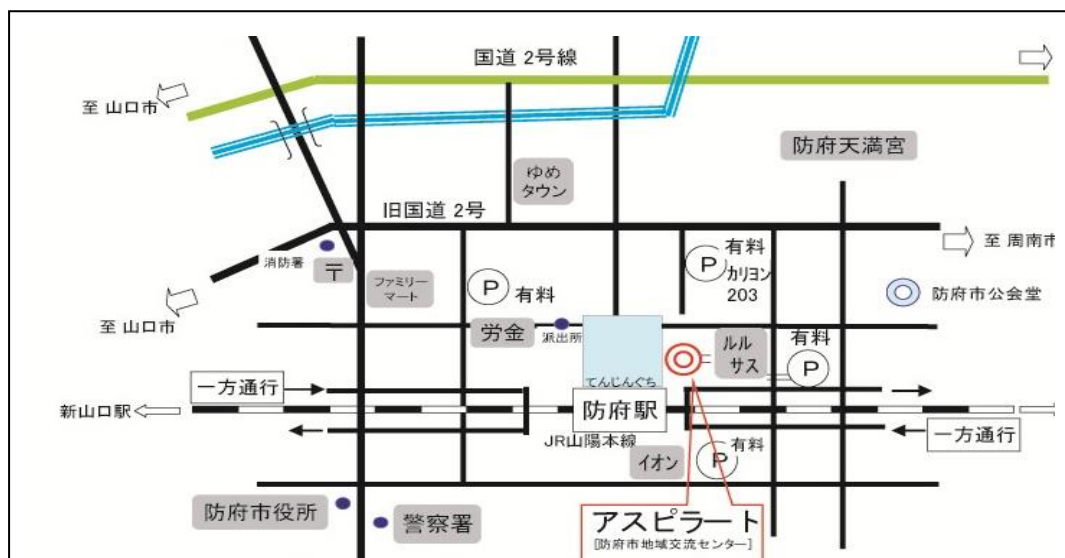 国道 2号線
至 山口市
防府天満宮
ゆめ
タウン
旧国道 2号
至 周南市
消防署
〒
ファミリー
マート
P
有料
P
有料
カリヨン
203
防府市公会堂
至 山口市
労金
派出所
ルル
サス
有料
P
てんじんぐち
一方通行
新山口駅
防府駅
JR山陽本線
一方通行
イオン
P
有料
防府市役所
警察署
アスピラート
[防府市地域交流センター]